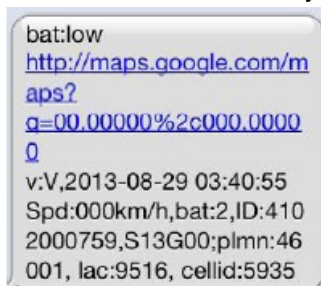 bat:low
http://maps.google.com/m
aps?
q=00.00000%2c000.0000
0
v:V,2013-08-29 03:40:55
Spd:000km/h,bat:2,ID:410
2000759,S13G00;plmn:46
001, lac:9516, cellid:5935